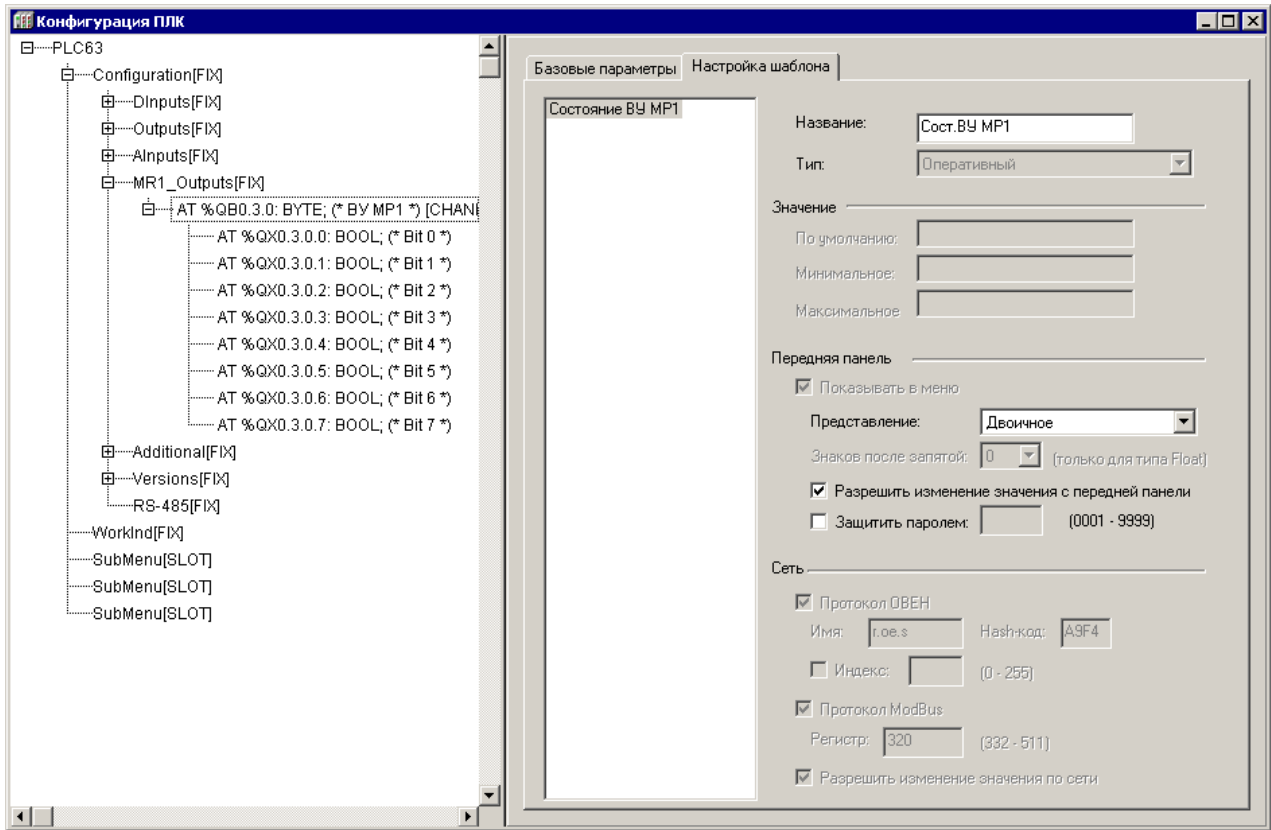 Конфигурация ПЛК
PLC63
Configuration[FIX]
DInputs[FIX]
Outputs[FIX]
AInputs[FIX]
MR1_Outputs[FIX]
AT %QB0.3.0: BYTE; (* ВУ МР1 *) [CHAN
AT %QX0.3.0.0: BOOL; (* Bit 0 *)
AT %QX0.3.0.1: BOOL; (* Bit 1 *)
AT %QX0.3.0.2: BOOL; (* Bit 2 *)
AT %QX0.3.0.3: BOOL; (* Bit 3 *)
AT %QX0.3.0.4: BOOL; (* Bit 4 *)
AT %QX0.3.0.5: BOOL; (* Bit 5 *)
AT %QX0.3.0.6: BOOL; (* Bit 6 *)
AT %QX0.3.0.7: BOOL; (* Bit 7 *)
Additional[FIX]
Versions[FIX]
RS-485[FIX]
WorkInd[FIX]
SubMenu[SLOT]
SubMenu[SLOT]
SubMenu[SLOT]
Базовые параметры Настройка шаблона
Состояние ВУ МР1
Название: Сост.ВУ МР1
Тип: Оперативный
Значение
По умолчанию:
Минимальное:
Максимальное
Передняя панель
Показывать в меню
Представление: Двоичное
Знаков после запятой: 0 (только для типа Float)
Разрешить изменение значения с передней панели
Защитить паролем: (0001 - 9999)
Сеть
Протокол ОВЕН
Имя: r.oe.s Hash-код: A9F4
Индекс: (0 - 255)
Протокол ModBus
Регистр: 320 (332 - 511)
Разрешить изменение значения по сети